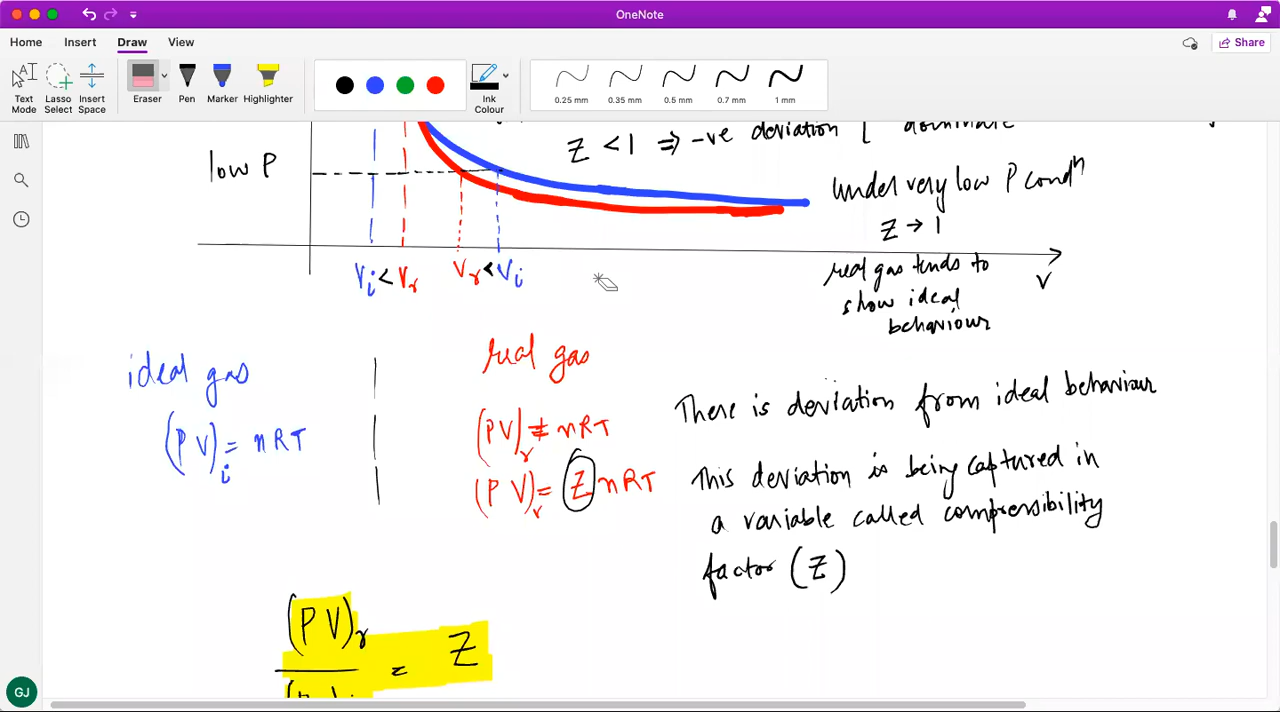 OneNote
Home Insert Draw View
Share
Text Mode
Lasso Select
Insert Space
Eraser
Pen
Marker
Highlighter
Ink Colour
0.25 mm 0.35 mm 0.5 mm 0.7 mm 1 mm
Z < 1 ⇒ -ve deviation dominate
low P
under very low P condⁿ
Z → 1
real gas tends to
show ideal
behaviour
Vi < Vr Vr < Vi
V
ideal gas
(PV)i = nRT
real gas
(PV)r ≠ nRT
(PV)r = Z nRT
There is deviation from ideal behaviour
This deviation is being captured in
a variable called compressibility
factor (Z)
(PV)r
= Z
GJ